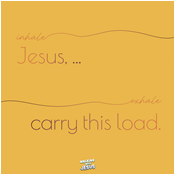 inhale
Jesus, ...
exhale
carry this load.